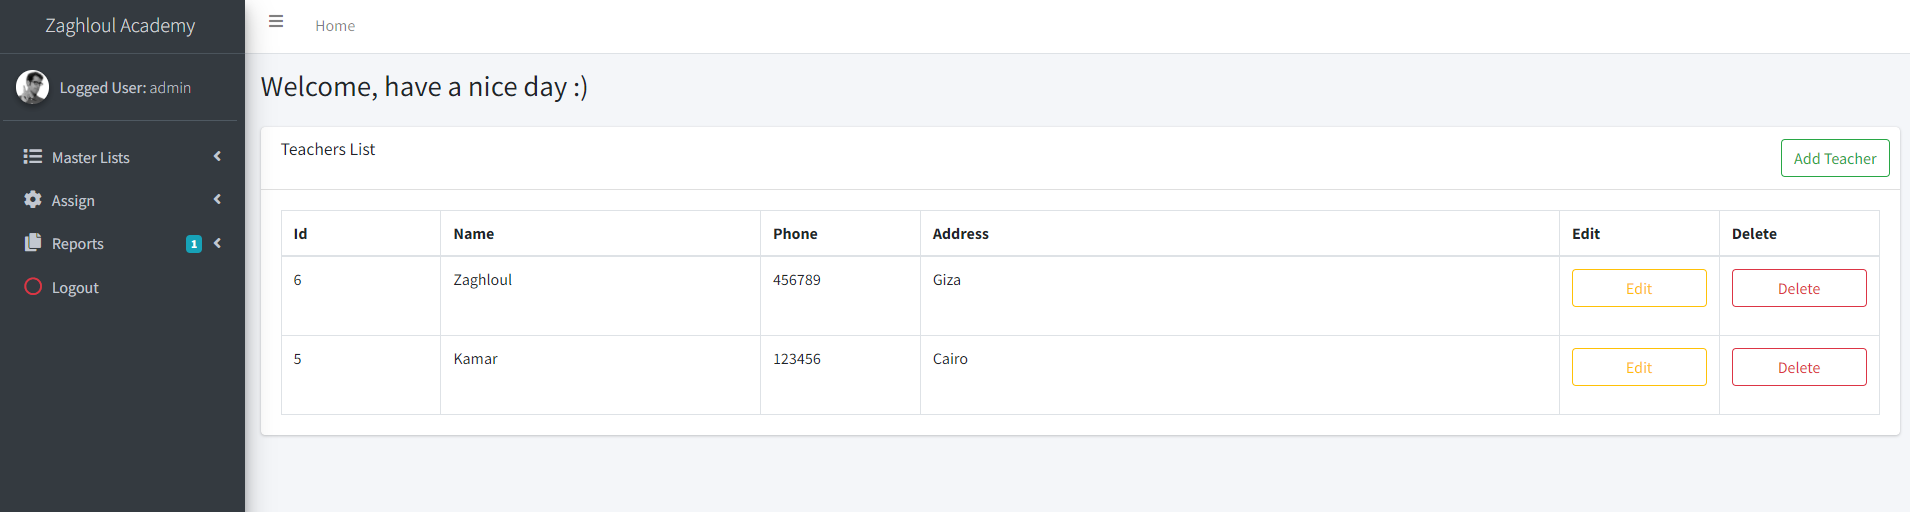 Zaghloul Academy
Home
Logged User: admin
Welcome, have a nice day :)
Master Lists
Assign
Reports 1
Logout
Teachers List
Add Teacher
Id Name Phone Address Edit Delete
6 Zaghloul 456789 Giza Edit Delete
5 Kamar 123456 Cairo Edit Delete